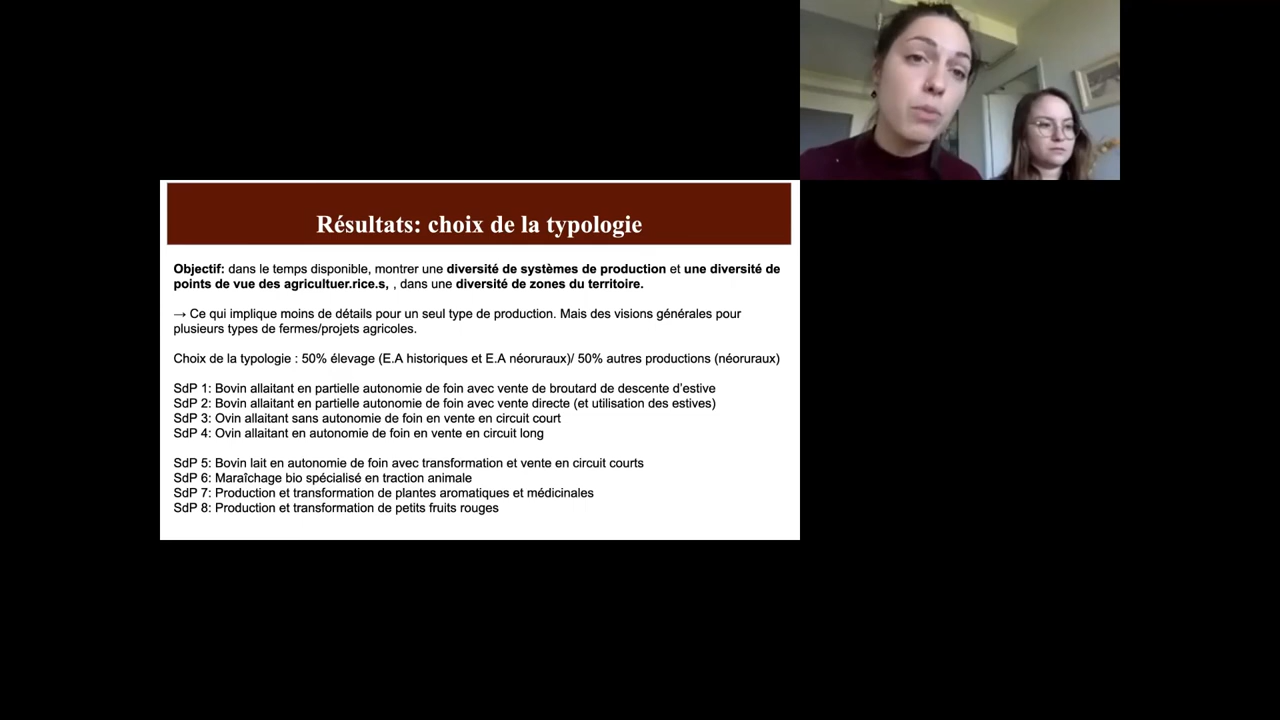 Résultats: choix de la typologie
Objectif: dans le temps disponible, montrer une diversité de systèmes de production et une diversité de
points de vue des agricultuer.rice.s, , dans une diversité de zones du territoire.
→ Ce qui implique moins de détails pour un seul type de production. Mais des visions générales pour
plusieurs types de fermes/projets agricoles.
Choix de la typologie : 50% élevage (E.A historiques et E.A néoruraux)/ 50% autres productions (néoruraux)
SdP 1: Bovin allaitant en partielle autonomie de foin avec vente de broutard de descente d'estive
SdP 2: Bovin allaitant en partielle autonomie de foin avec vente directe (et utilisation des estives)
SdP 3: Ovin allaitant sans autonomie de foin en vente en circuit court
SdP 4: Ovin allaitant en autonomie de foin en vente en circuit long
SdP 5: Bovin lait en autonomie de foin avec transformation et vente en circuit courts
SdP 6: Maraîchage bio spécialisé en traction animale
SdP 7: Production et transformation de plantes aromatiques et médicinales
SdP 8: Production et transformation de petits fruits rouges